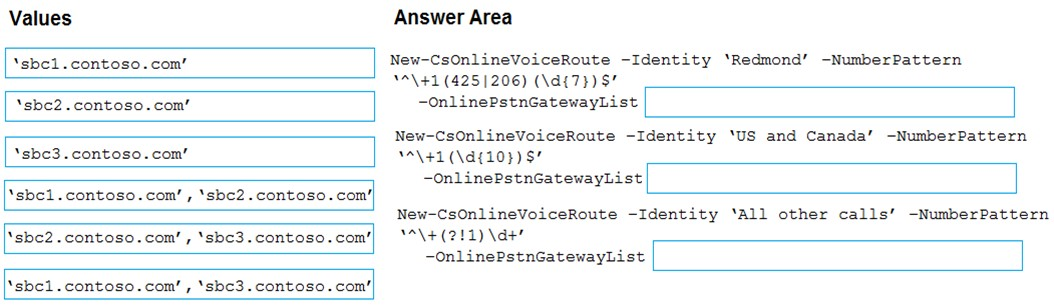 Values
‘sbc1.contoso.com’
‘sbc2.contoso.com’
‘sbc3.contoso.com’
‘sbc1.contoso.com’,‘sbc2.contoso.com’
‘sbc2.contoso.com’,‘sbc3.contoso.com’
‘sbc1.contoso.com’,‘sbc3.contoso.com’
Answer Area
New-CsOnlineVoiceRoute –Identity ‘Redmond’ –NumberPattern
‘^\+1(425|206)(\d{7})$’
–OnlinePstnGatewayList
New-CsOnlineVoiceRoute –Identity ‘US and Canada’ –NumberPattern
‘^\+1(\d{10})$’
–OnlinePstnGatewayList
New-CsOnlineVoiceRoute –Identity ‘All other calls’ –NumberPattern
‘^\+(?!1)\d+’
–OnlinePstnGatewayList